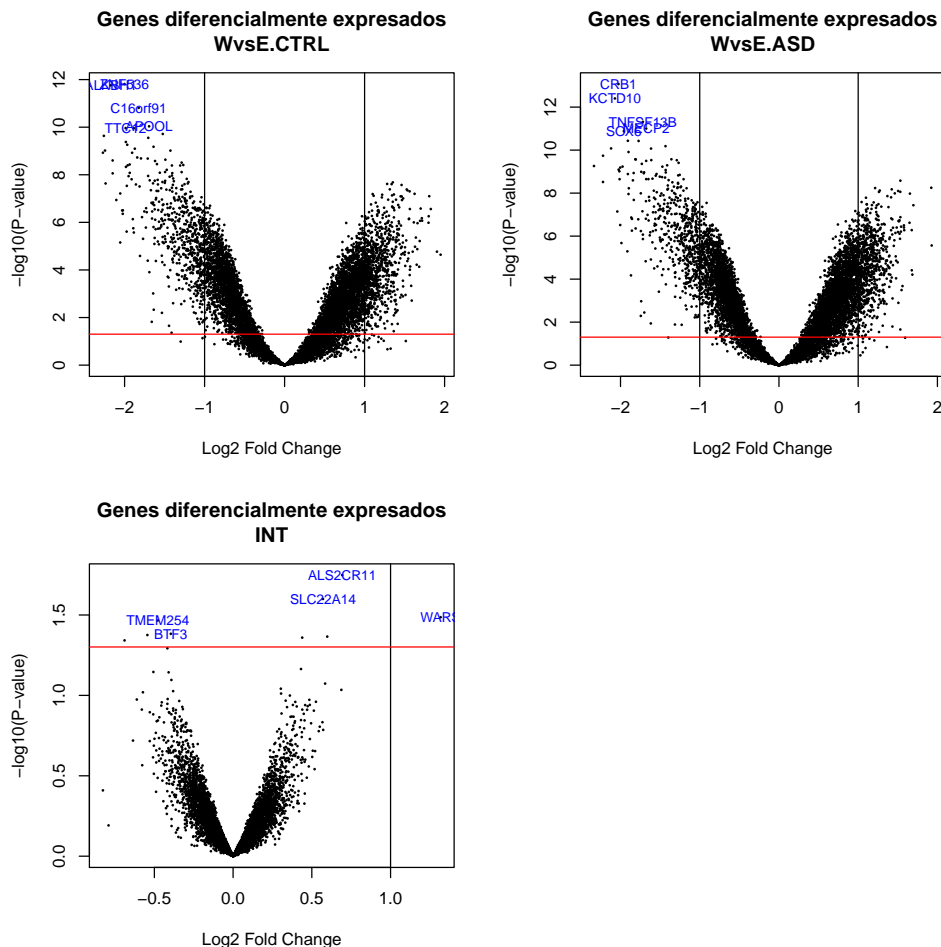 Genes diferencialmente expresados
WvsE.CTRL
12
10
8
6
4
2
0
−log10(P−value)
C16orf91
APOOL
−2
−1
0
1
2
Log2 Fold Change
Genes diferencialmente expresados
WvsE.ASD
12
10
8
6
4
2
0
−log10(P−value)
CRB1
KCTD10
TNFSF13B
MECP2
SOX6
−2
−1
0
1
2
Log2 Fold Change
Genes diferencialmente expresados
INT
1.5
1.0
0.5
0.0
−log10(P−value)
ALS2CR11
SLC22A14
WARS
TMEM254
BTF3
−0.5
0.0
0.5
1.0
Log2 Fold Change